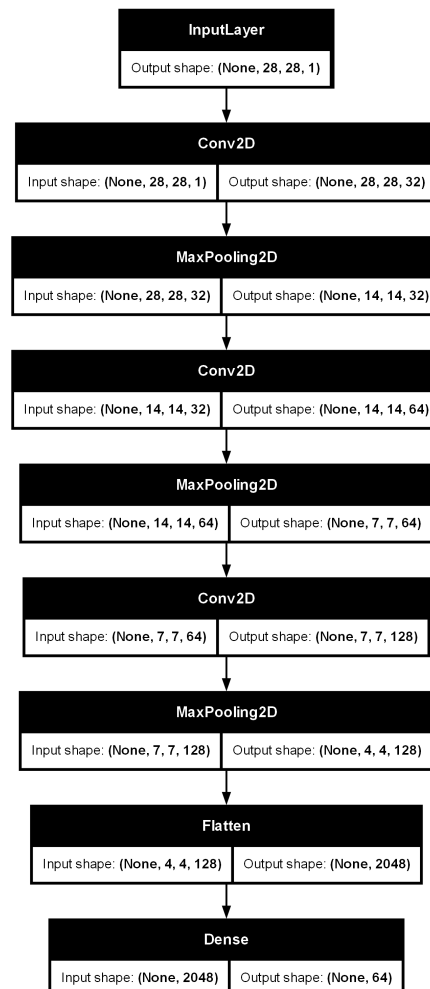 InputLayer
Output shape: (None, 28, 28, 1)
Conv2D
Input shape: (None, 28, 28, 1) Output shape: (None, 28, 28, 32)
MaxPooling2D
Input shape: (None, 28, 28, 32) Output shape: (None, 14, 14, 32)
Conv2D
Input shape: (None, 14, 14, 32) Output shape: (None, 14, 14, 64)
MaxPooling2D
Input shape: (None, 14, 14, 64) Output shape: (None, 7, 7, 64)
Conv2D
Input shape: (None, 7, 7, 64) Output shape: (None, 7, 7, 128)
MaxPooling2D
Input shape: (None, 7, 7, 128) Output shape: (None, 4, 4, 128)
Flatten
Input shape: (None, 4, 4, 128) Output shape: (None, 2048)
Dense
Input shape: (None, 2048) Output shape: (None, 64)